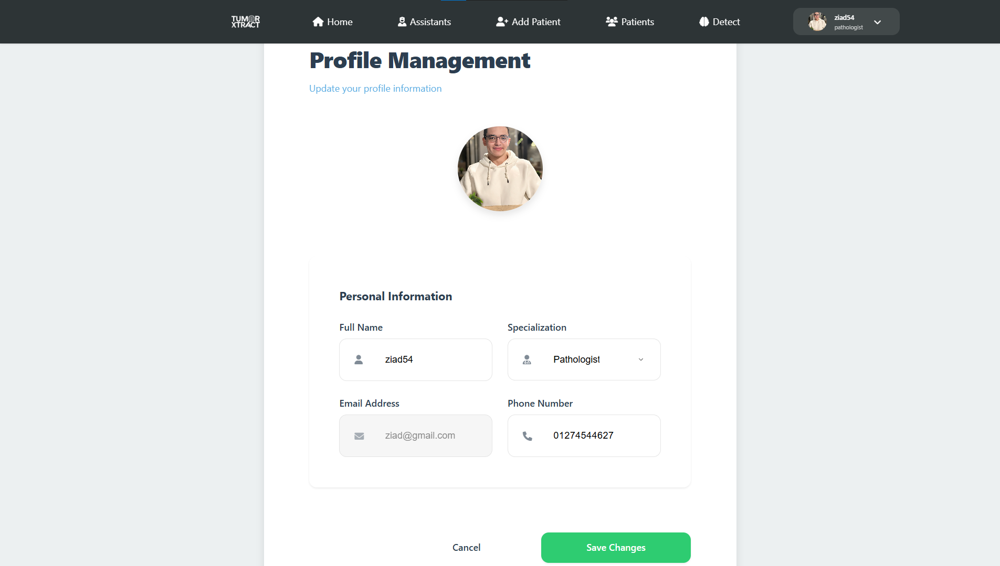 TUMOR
XTRACT
Home
Assistants
Add Patient
Patients
Detect
ziad54
pathologist
Profile Management
Update your profile information
Personal Information
Full Name
Specialization
ziad54
Pathologist
Email Address
Phone Number
ziad@gmail.com
01274544627
Cancel
Save Changes